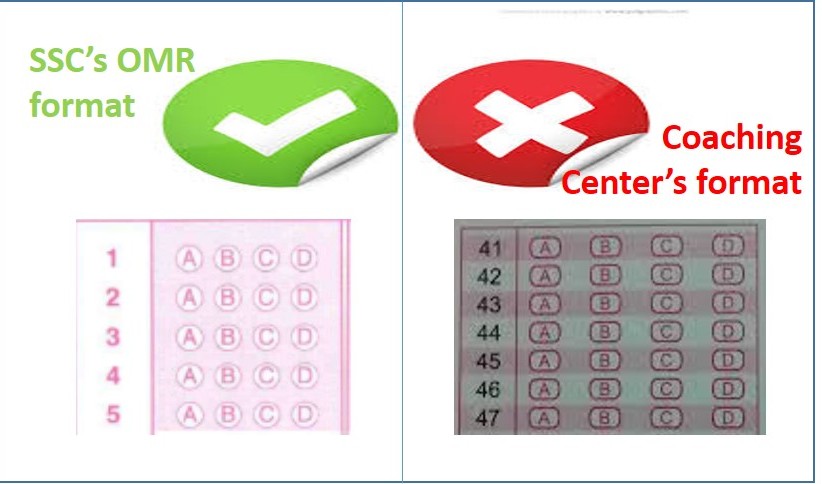 SSC’s OMR
format
Coaching
Center’s format
1 A B C D
2 A B C D
3 A B C D
4 A B C D
5 A B C D
41 A B C D
42 A B C D
43 A B C D
44 A B C D
45 A B C D
46 A B C D
47 A B C D